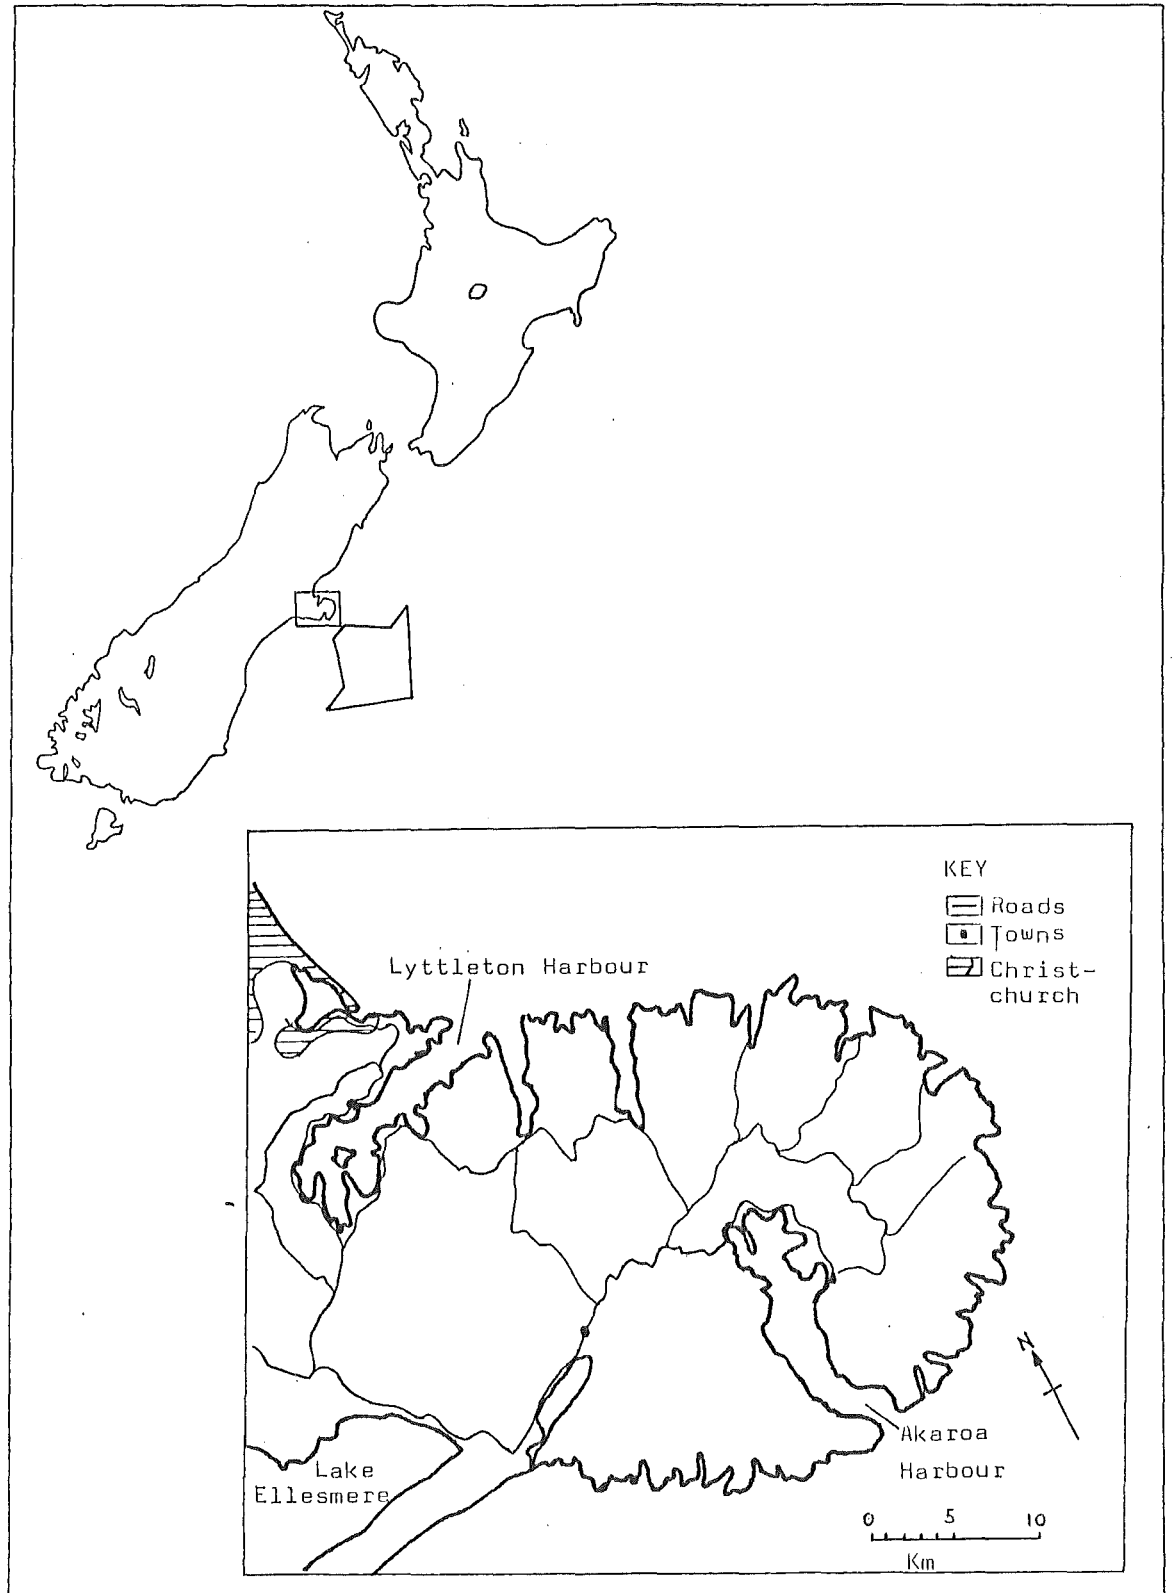 KEY
Roads
Towns
Christ-
church
Lyttleton Harbour
N
Akaroa
Harbour
Lake
Ellesmere
0 5 10
Km